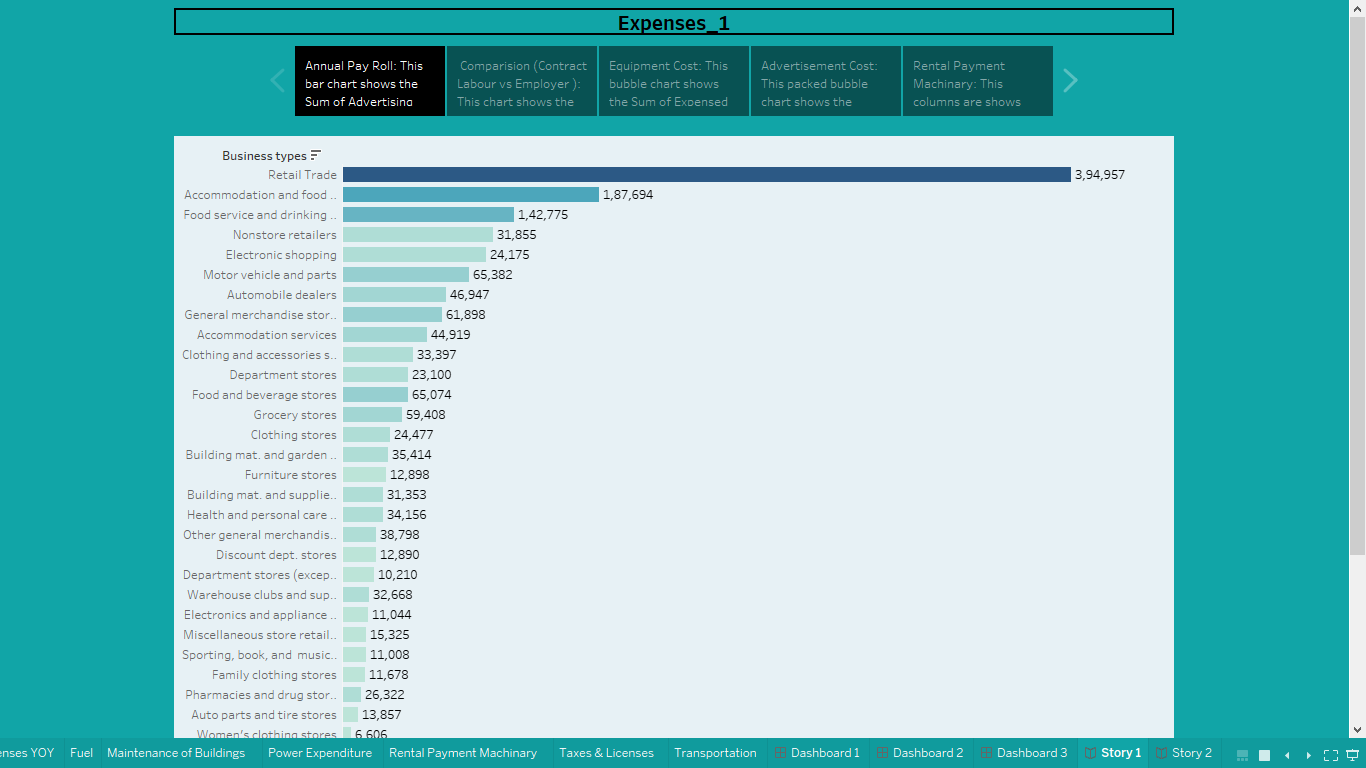 Expenses_1
Annual Pay Roll: This
bar chart shows the
Sum of Advertising
Comparision (Contract
Labour vs Employer ):
This chart shows the
Equipment Cost: This
bubble chart shows
the Sum of Expensed
Advertisement Cost:
This packed bubble
chart shows the
Rental Payment
Machinary: This
columns are shows
Business types
Retail Trade 3,94,957
Accommodation and food .. 1,87,694
Food service and drinking .. 1,42,775
Nonstore retailers 31,855
Electronic shopping 24,175
Motor vehicle and parts 65,382
Automobile dealers 46,947
General merchandise stor.. 61,898
Accommodation services 44,919
Clothing and accessories s.. 33,397
Department stores 23,100
Food and beverage stores 65,074
Grocery stores 59,408
Clothing stores 24,477
Building mat. and garden .. 35,414
Furniture stores 12,898
Building mat. and supplie.. 31,353
Health and personal care .. 34,156
Other general merchandis.. 38,798
Discount dept. stores 12,890
Department stores (excep.. 10,210
Warehouse clubs and sup.. 32,668
Electronics and appliance .. 11,044
Miscellaneous store retail.. 15,325
Sporting, book, and music.. 11,008
Family clothing stores 11,678
Pharmacies and drug stor.. 26,322
Auto parts and tire stores 13,857
Women's clothing stores 6,606
enses YOY Fuel Maintenance of Buildings Power Expenditure Rental Payment Machinary Taxes & Licenses Transportation Dashboard 1 Dashboard 2 Dashboard 3 Story 1 Story 2